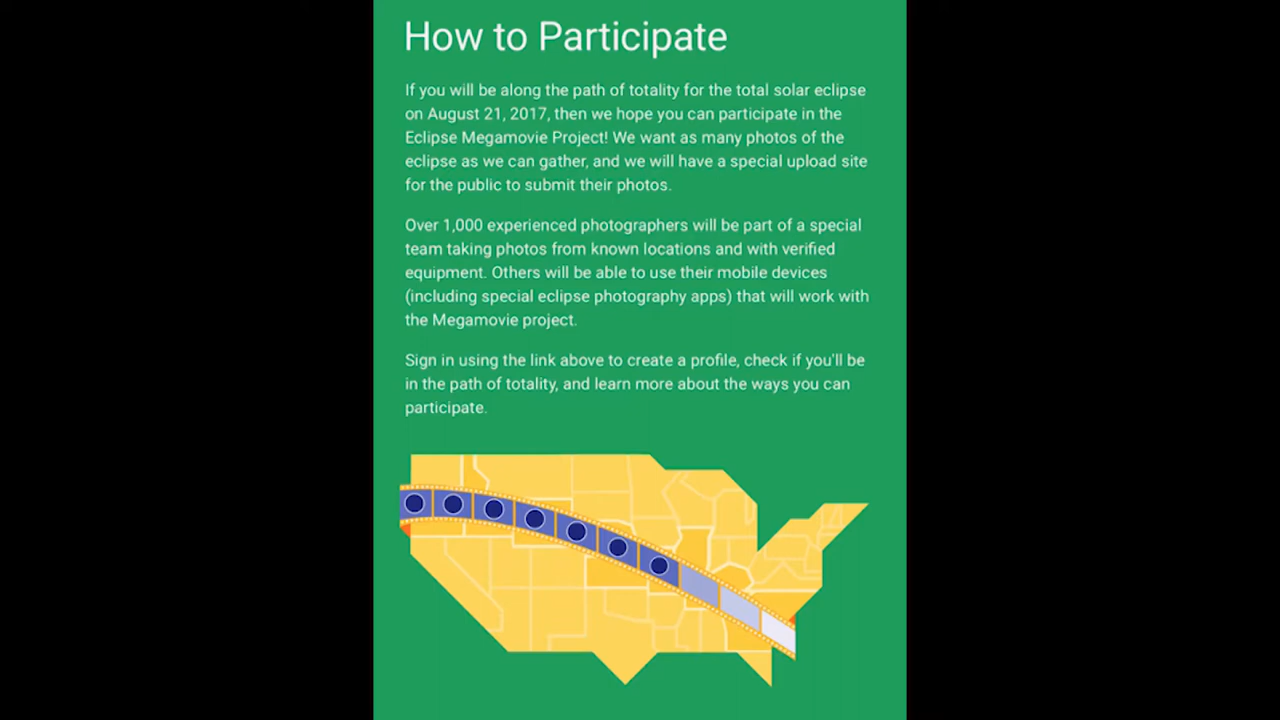 How to Participate
If you will be along the path of totality for the total solar eclipse
on August 21, 2017, then we hope you can participate in the
Eclipse Megamovie Project! We want as many photos of the
eclipse as we can gather, and we will have a special upload site
for the public to submit their photos.
Over 1,000 experienced photographers will be part of a special
team taking photos from known locations and with verified
equipment. Others will be able to use their mobile devices
(including special eclipse photography apps) that will work with
the Megamovie project.
Sign in using the link above to create a profile, check if you'll be
in the path of totality, and learn more about the ways you can
participate.